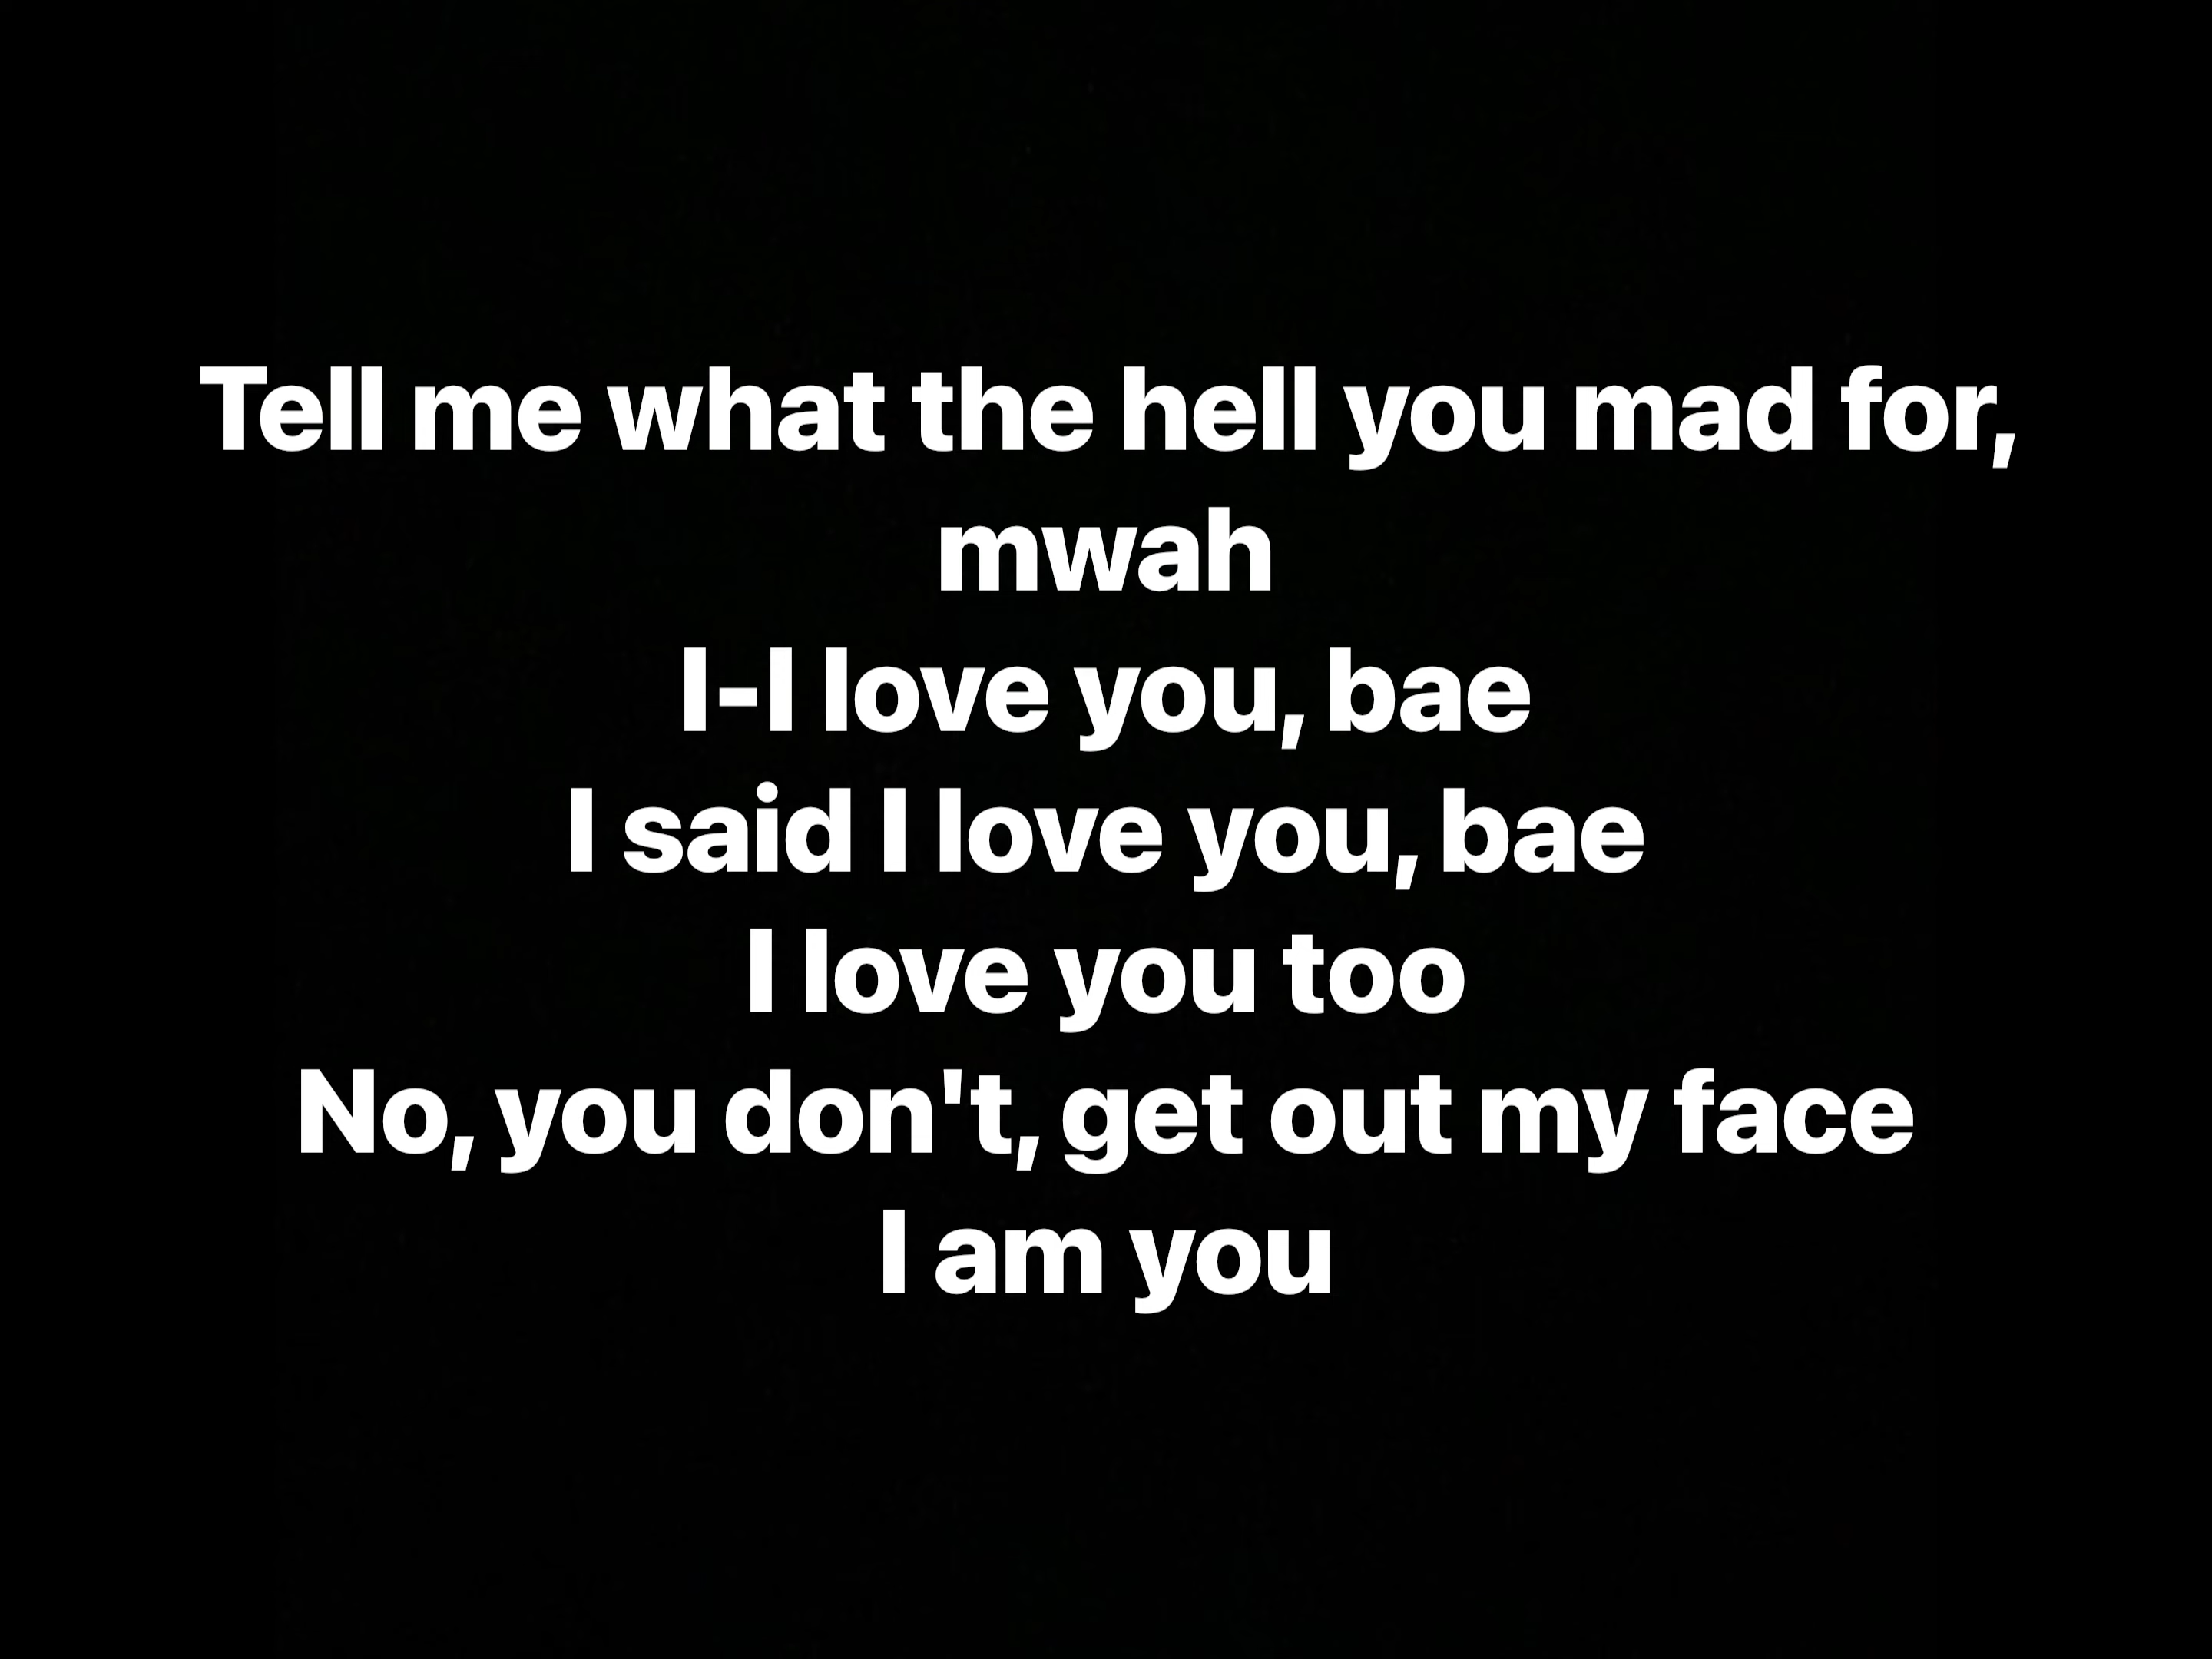 Tell me what the hell you mad for,
mwah
I-I love you, bae
I said I love you, bae
I love you too
No, you don't, get out my face
I am you